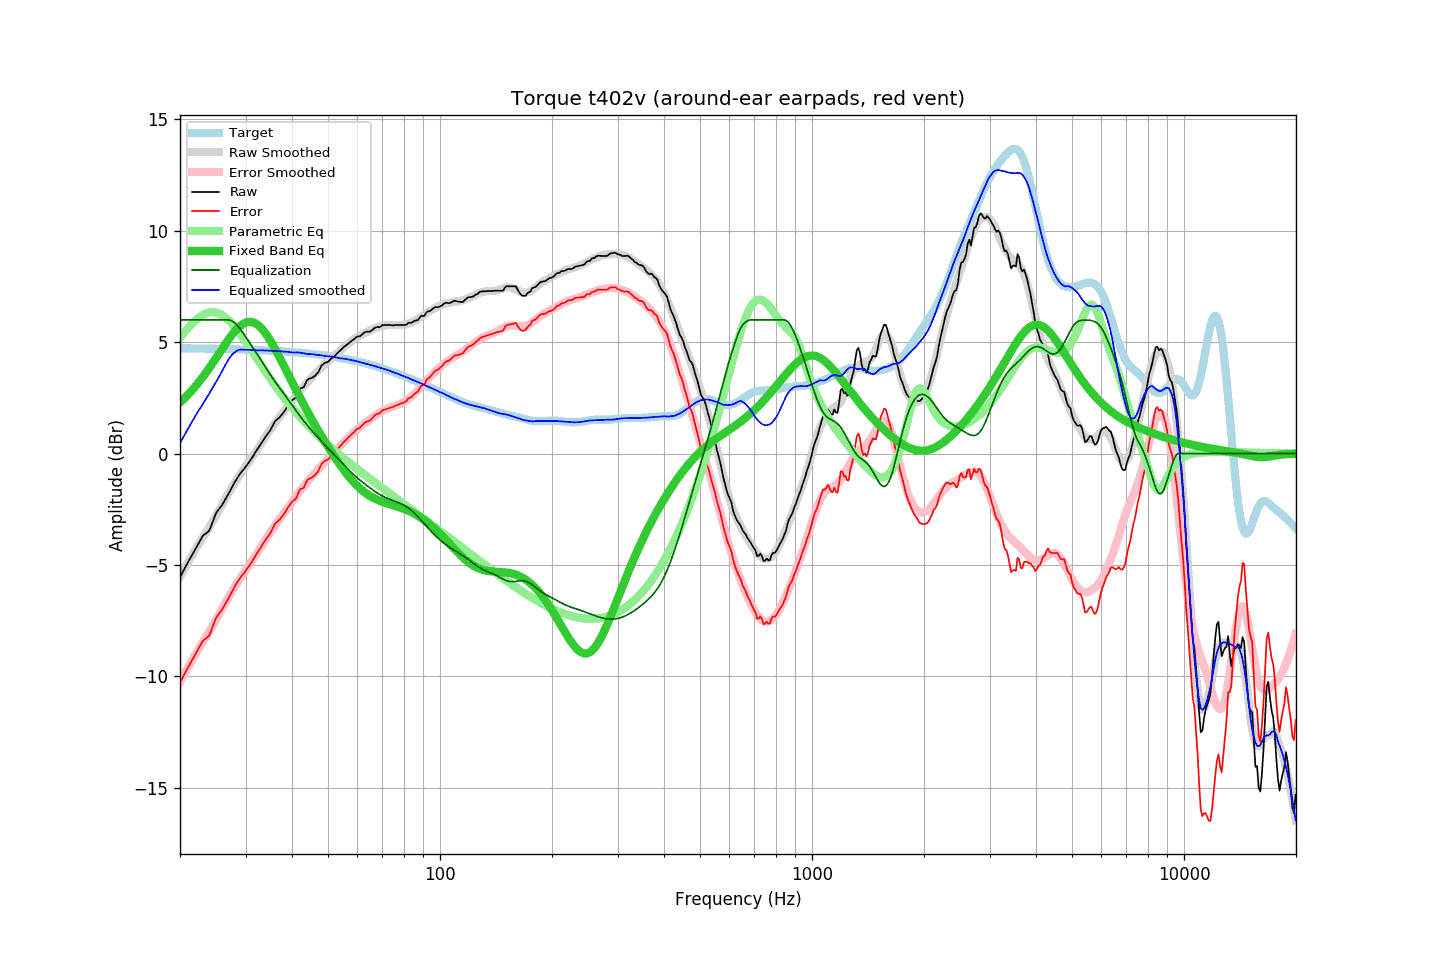 Torque t402v (around-ear earpads, red vent)
15
10
5
0
−5
−10
−15
Amplitude (dBr)
Target
Raw Smoothed
Error Smoothed
Raw
Error
Parametric Eq
Fixed Band Eq
Equalization
Equalized smoothed
100
1000
10000
Frequency (Hz)